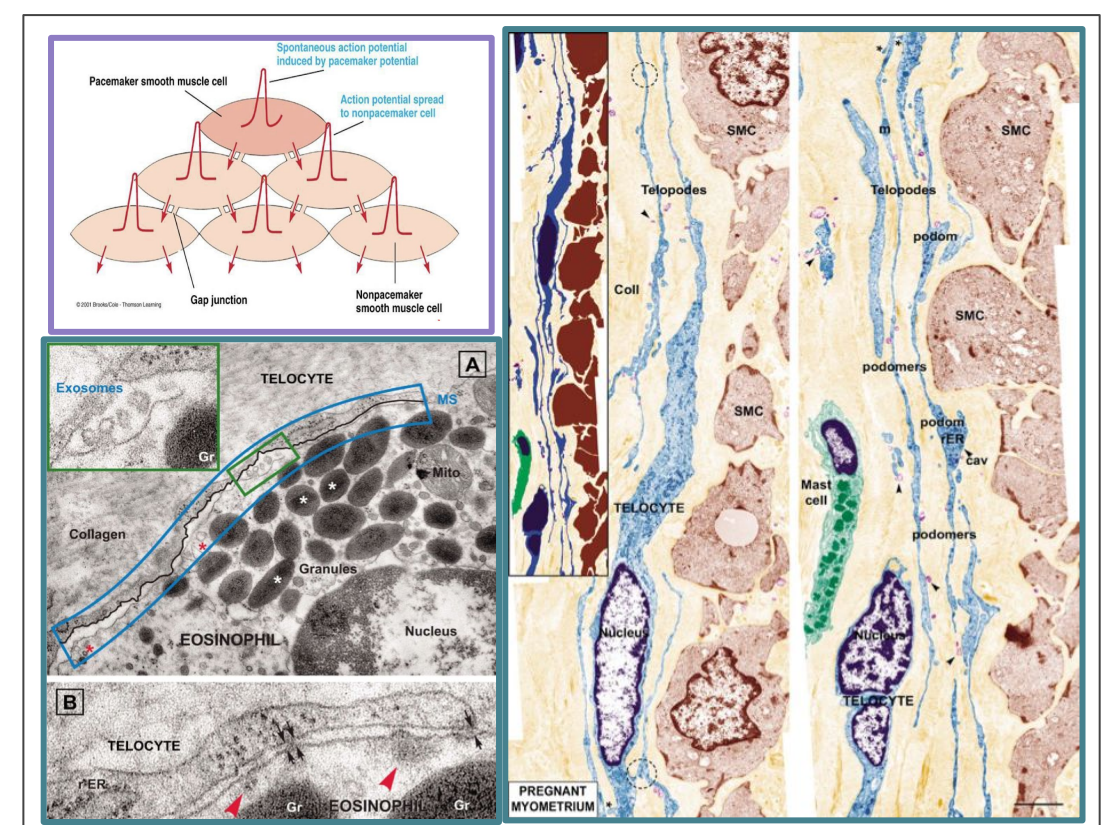 Spontaneous action potential
induced by pacemaker potential
Pacemaker smooth muscle cell
Action potential spread
to nonpacemaker cell
© 2001 Brooks/Cole - Thomson Learning
Gap junction
Nonpacemaker
smooth muscle cell
A
TELOCYTE
Exosomes
MS
Gr
Mito
*
*
Collagen
*
Granules
*
EOSINOPHIL
Nucleus
*
B
TELOCYTE
rER
Gr
EOSINOPHIL
Gr
SMC
Telopodes
Coll
SMC
TELOCYTE
Nucleus
PREGNANT
MYOMETRIUM
*
* *
m
SMC
Telopodes
podom
SMC
podomers
podom
rER
cav
Mast
cell
podomers
Nucleus
TELOCYTE